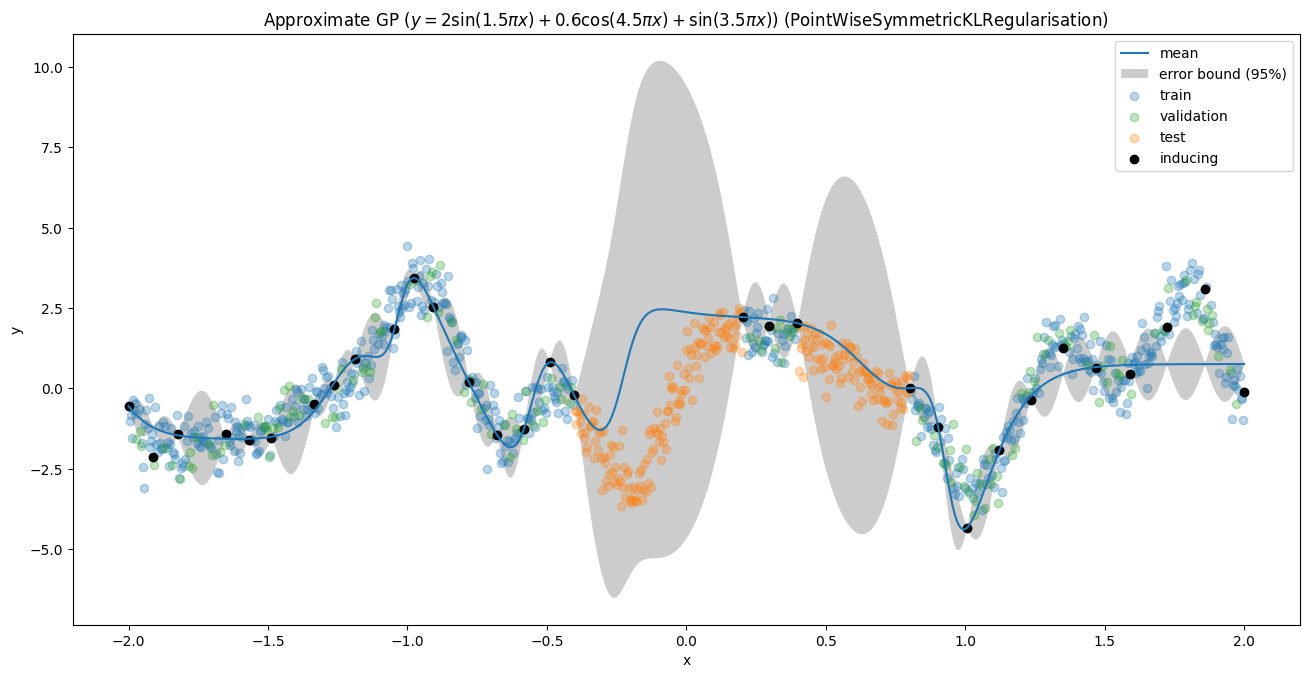 Approximate GP (y = 2sin(1.5πx) + 0.6cos(4.5πx) + sin(3.5πx)) (PointWiseSymmetricKLRegularisation)
mean
error bound (95%)
train
validation
test
inducing
10.0
7.5
5.0
2.5
0.0
−2.5
−5.0
y
−2.0 −1.5 −1.0 −0.5 0.0 0.5 1.0 1.5 2.0
x